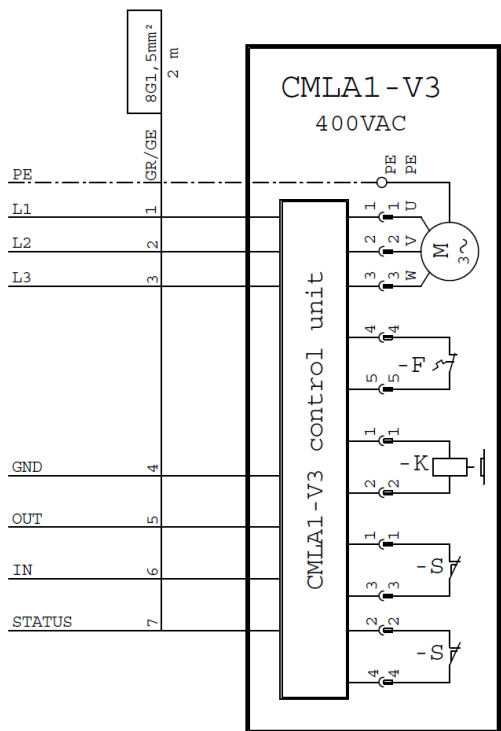 8G1,5mm²
2 m
CMLA1-V3
400VAC
PE
GR/GE
PE
PE
L1
1
1
1
U
L2
2
2
2
V
M
3~
L3
3
3
3
W
CMLA1-V3 control unit
4
4
-F
5
5
1
1
-K
GND
4
2
2
OUT
5
1
1
-S
IN
6
3
3
STATUS
7
2
2
-S
4
4